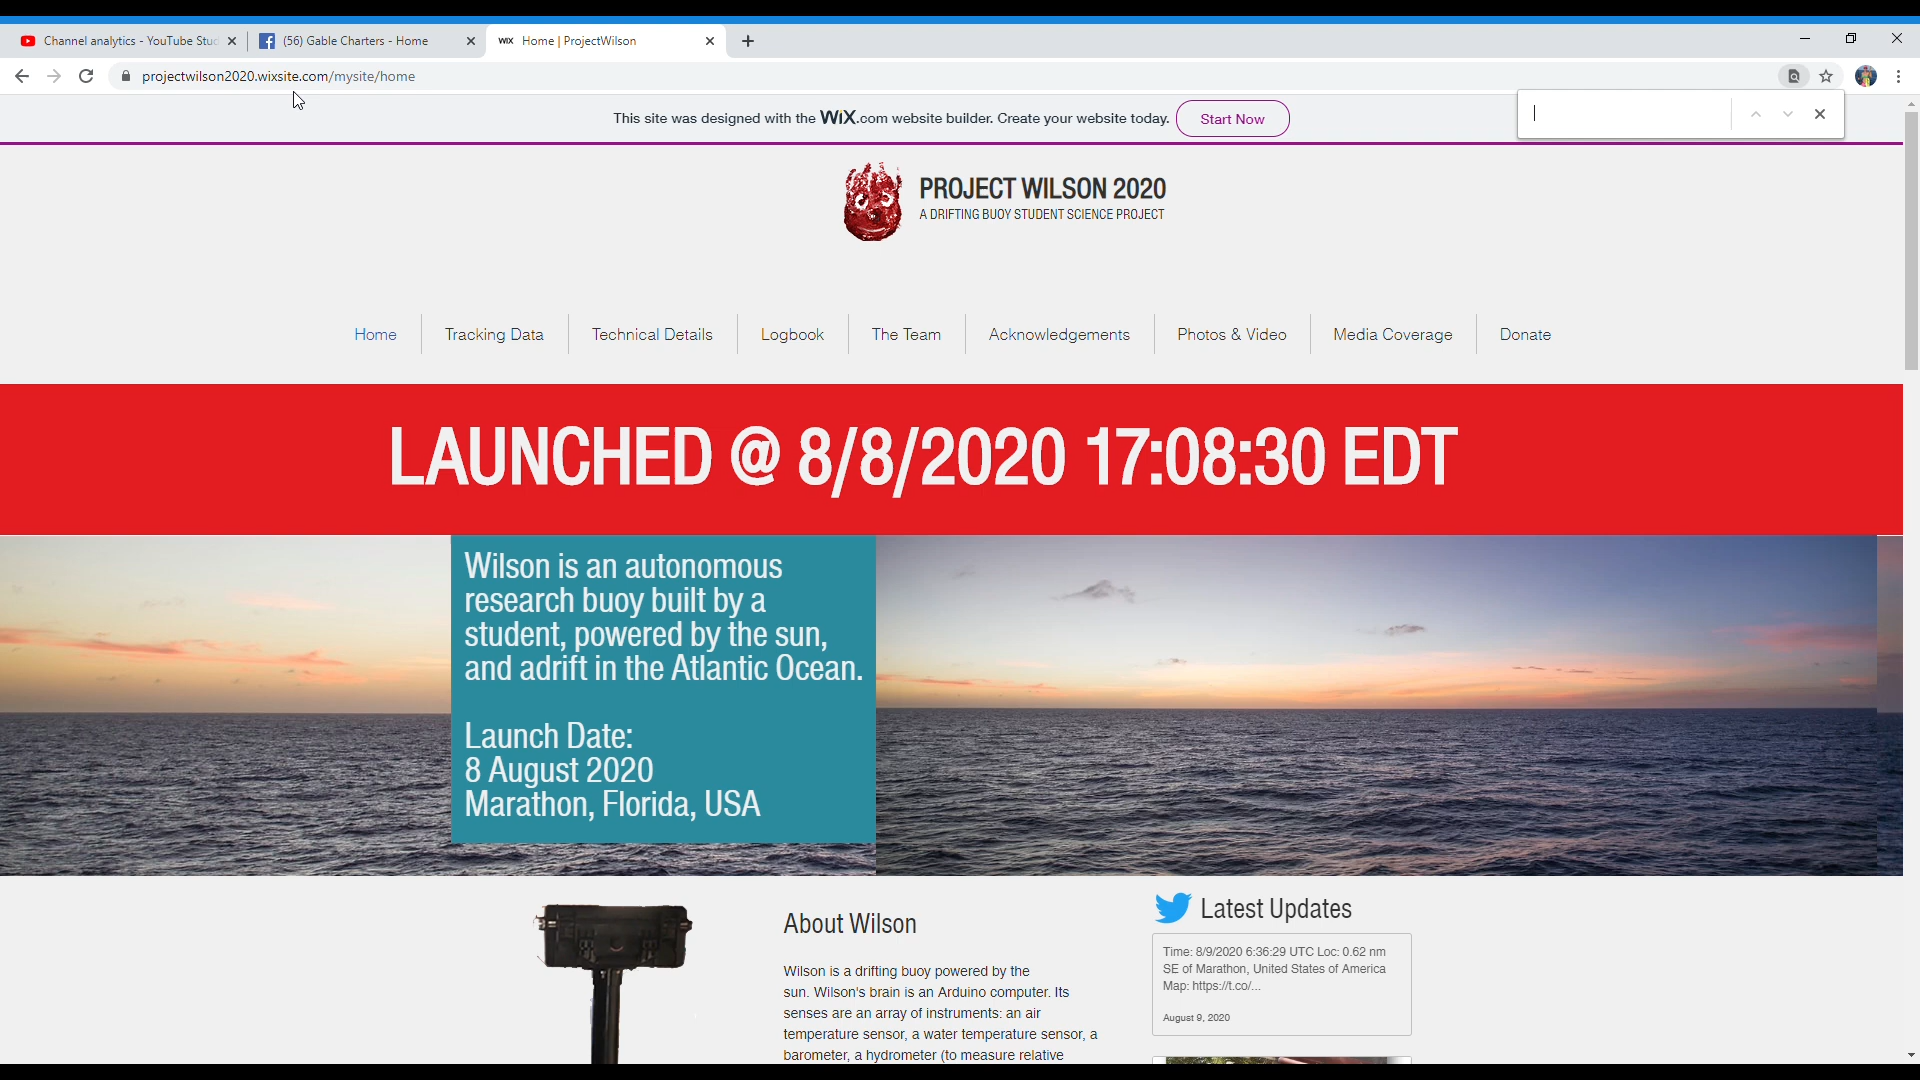 Channel analytics - YouTube Stu
(56) Gable Charters - Home
WIX Home | ProjectWilson
projectwilson2020.wixsite.com/mysite/home
This site was designed with the WiX.com website builder. Create your website today. Start Now
PROJECT WILSON 2020
A DRIFTING BUOY STUDENT SCIENCE PROJECT
Home Tracking Data Technical Details Logbook The Team Acknowledgements Photos & Video Media Coverage Donate
LAUNCHED @ 8/8/2020 17:08:30 EDT
Wilson is an autonomous
research buoy built by a
student, powered by the sun,
and adrift in the Atlantic Ocean.
Launch Date:
8 August 2020
Marathon, Florida, USA
About Wilson
Wilson is a drifting buoy powered by the
sun. Wilson's brain is an Arduino computer. Its
senses are an array of instruments: an air
temperature sensor, a water temperature sensor, a
barometer, a hydrometer (to measure relative
Latest Updates
Time: 8/9/2020 6:36:29 UTC Loc: 0.62 nm
SE of Marathon, United States of America
Map: https://t.co/...
August 9, 2020